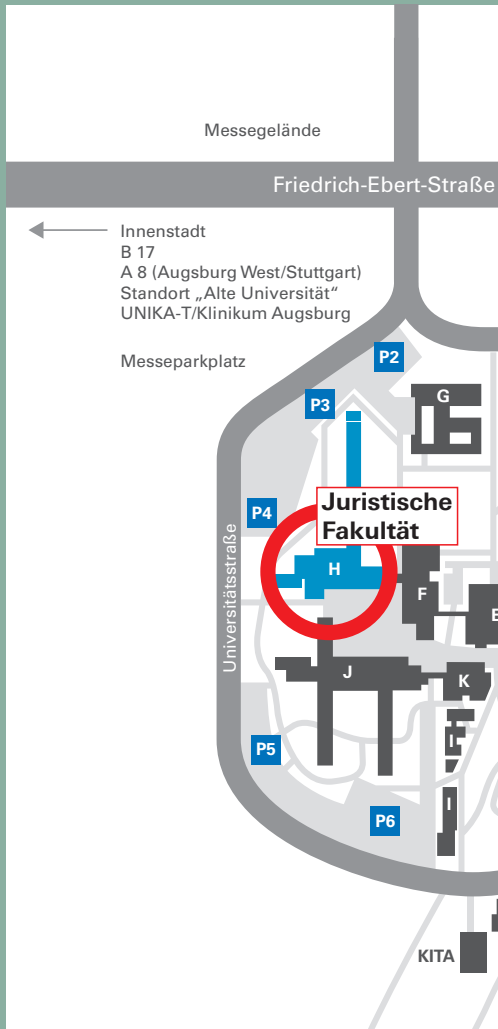 Messegelände
Friedrich-Ebert-Straße
Innenstadt
B 17
A 8 (Augsburg West/Stuttgart)
Standort „Alte Universität“
UNIKA-T/Klinikum Augsburg
Messeparkplatz
P2
P3
G
P4
Juristische
Fakultät
H
F
E
Universitätsstraße
J
K
L
P5
I
P6
KITA